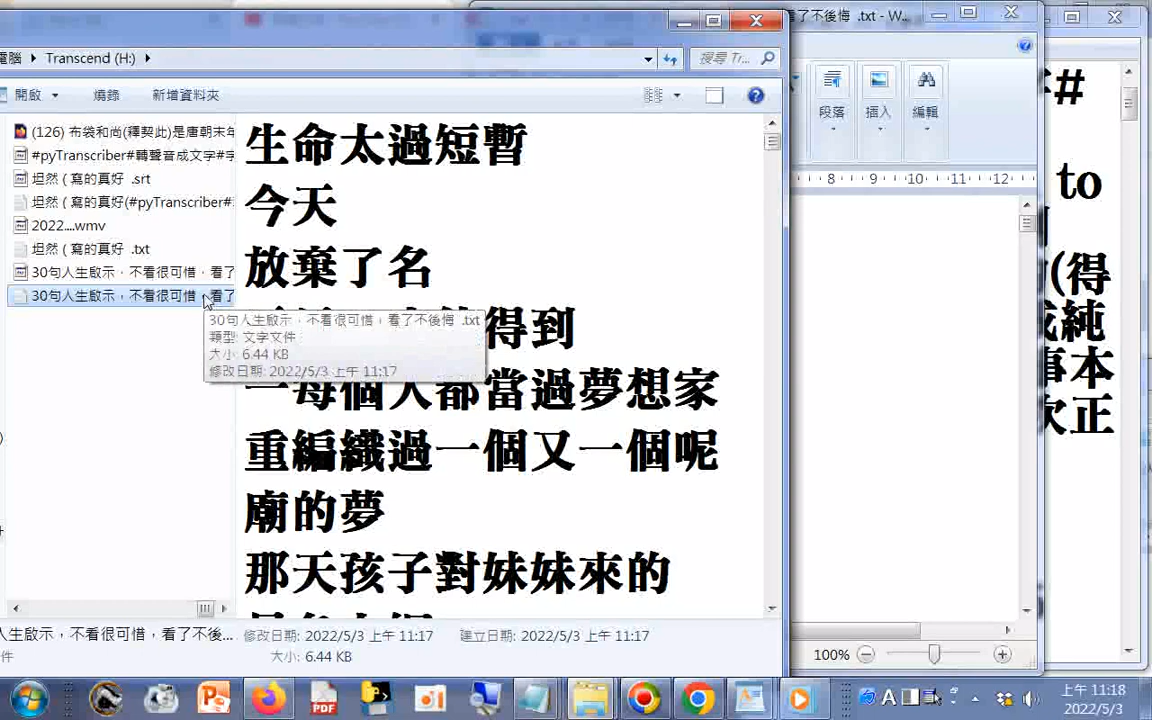 看了不後悔 .txt - W...
電腦 ▸ Transcend (H:) ▸
搜尋 Tr...
開啟
燒錄
新增資料夾
段落
插入
編輯
(126) 布袋和尚(釋契此)是唐朝末年
#pyTranscriber#轉聲音成文字#字
坦然 ( 寫的真好 .srt
坦然 ( 寫的真好(#pyTranscriber#
2022....wmv
坦然 ( 寫的真好 .txt
30句人生啟示，不看很可惜，看了
30句人生啟示，不看很可惜，看了
30句人生啟示，不看很可惜，看了不後悔 .txt
類型: 文字文件
大小: 6.44 KB
修改日期: 2022/5/3 上午 11:17
生命太過短暫
今天
放棄了名
得到
一每個人都當過夢想家
重編織過一個又一個呢
廟的夢
那天孩子對妹妹來的
8 9 10 11 12
#
to
(得
純
事本
次正
人生啟示，不看很可惜，看了不後...
修改日期: 2022/5/3 上午 11:17
建立日期: 2022/5/3 上午 11:17
件
大小: 6.44 KB
100%
PDF
A
上午 11:18
2022/5/3